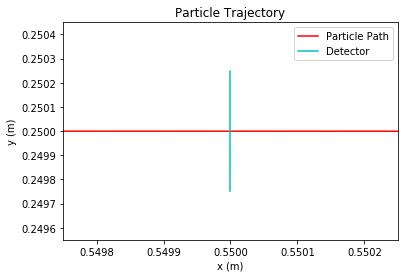 Particle Trajectory
Particle Path
Detector
0.2504
0.2503
0.2502
0.2501
0.2500
0.2499
0.2498
0.2497
0.2496
y (m)
0.5498 0.5499 0.5500 0.5501 0.5502
x (m)